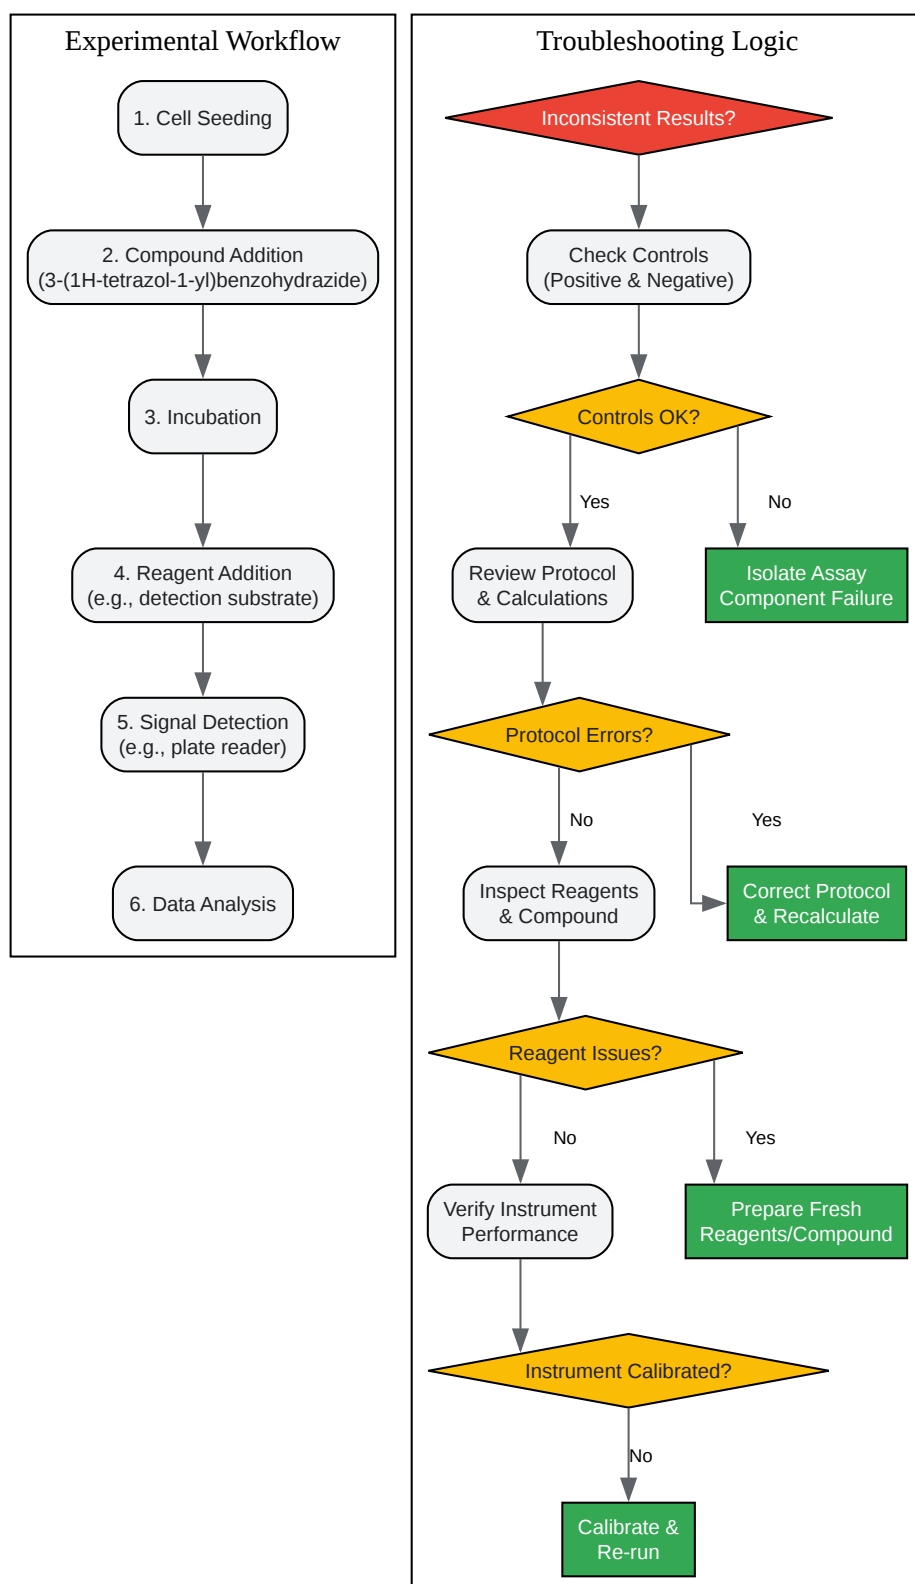 Experimental Workflow
1. Cell Seeding
2. Compound Addition
(3-(1H-tetrazol-1-yl)benzohydrazide)
3. Incubation
4. Reagent Addition
(e.g., detection substrate)
5. Signal Detection
(e.g., plate reader)
6. Data Analysis
Troubleshooting Logic
Inconsistent Results?
Check Controls
(Positive & Negative)
Controls OK?
Yes
No
Review Protocol
& Calculations
Isolate Assay
Component Failure
Protocol Errors?
No
Yes
Inspect Reagents
& Compound
Correct Protocol
& Recalculate
Reagent Issues?
No
Yes
Verify Instrument
Performance
Prepare Fresh
Reagents/Compound
Instrument Calibrated?
No
Calibrate &
Re-run